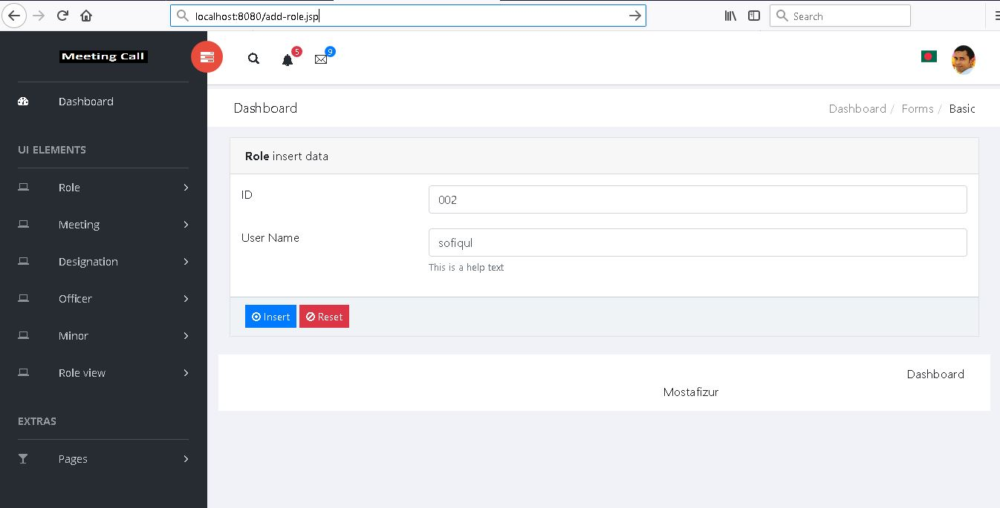 localhost:8080/add-role.jsp
Search
Meeting Call
5
9
Dashboard
UI ELEMENTS
Role
Meeting
Designation
Officer
Minor
Role view
EXTRAS
Pages
Dashboard
Dashboard / Forms / Basic
Role insert data
ID
002
User Name
sofiqul
This is a help text
Insert
Reset
Dashboard
Mostafizur